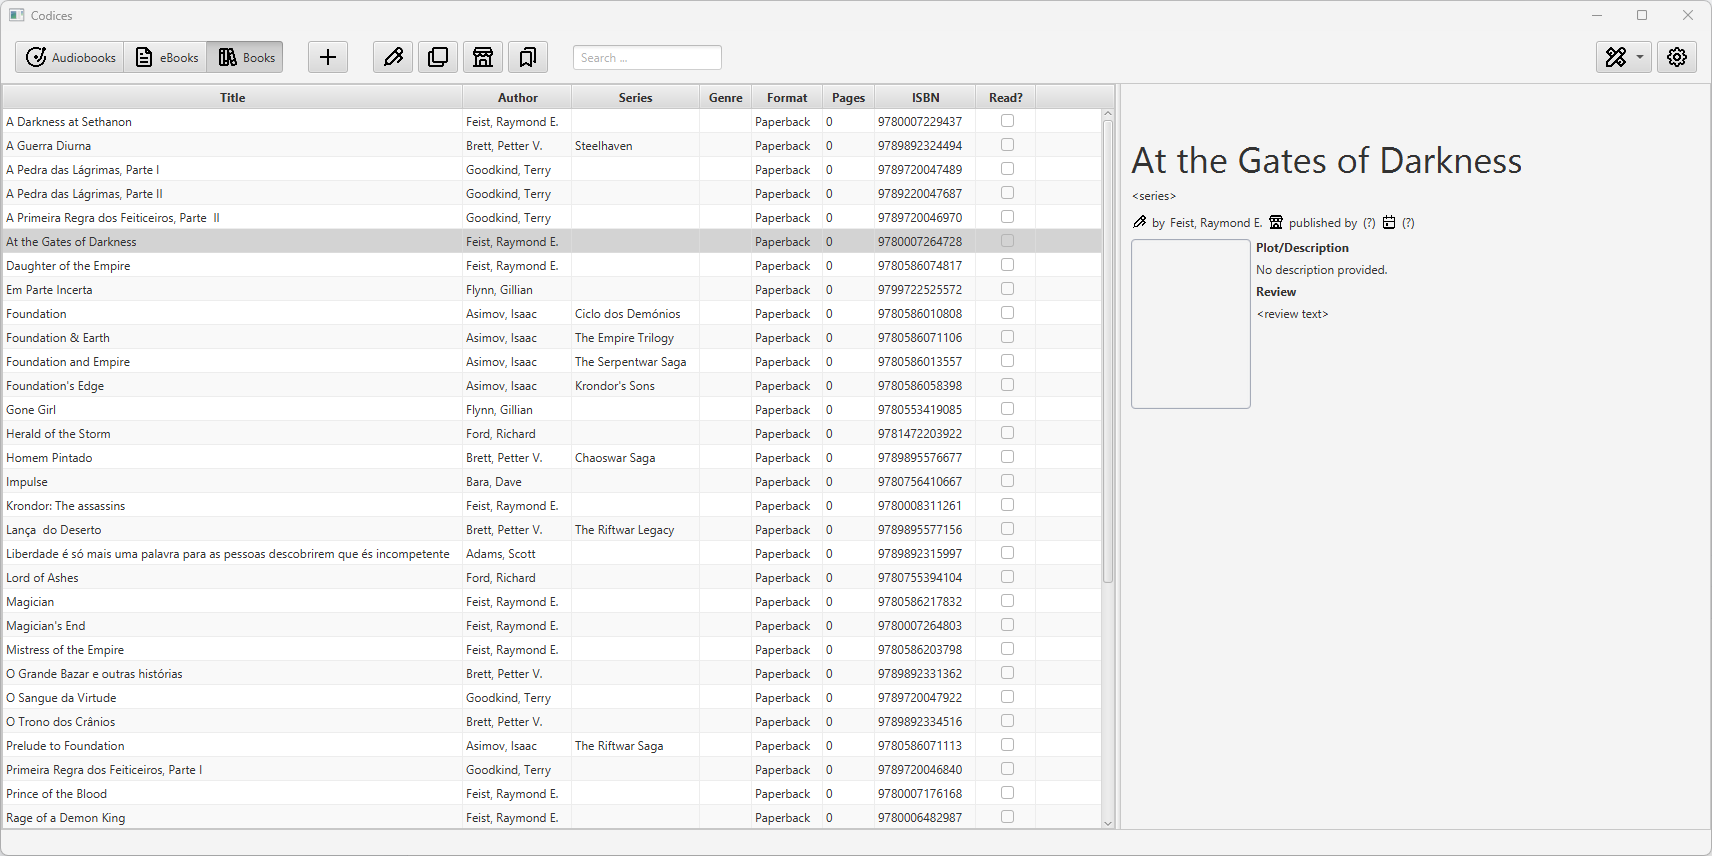 Codices
Audiobooks eBooks Books Search ...
Title Author Series Genre Format Pages ISBN Read?
A Darkness at Sethanon Feist, Raymond E. Paperback 0 9780007229437
A Guerra Diurna Brett, Petter V. Steelhaven Paperback 0 9789892324494
A Pedra das Lágrimas, Parte I Goodkind, Terry Paperback 0 9789720047489
A Pedra das Lágrimas, Parte II Goodkind, Terry Paperback 0 9789220047687
A Primeira Regra dos Feiticeiros, Parte  II Goodkind, Terry Paperback 0 9789720046970
At the Gates of Darkness Feist, Raymond E. Paperback 0 9780007264728
Daughter of the Empire Feist, Raymond E. Paperback 0 9780586074817
Em Parte Incerta Flynn, Gillian Paperback 0 9799722525572
Foundation Asimov, Isaac Ciclo dos Demónios Paperback 0 9780586010808
Foundation & Earth Asimov, Isaac The Empire Trilogy Paperback 0 9780586071106
Foundation and Empire Asimov, Isaac The Serpentwar Saga Paperback 0 9780586013557
Foundation's Edge Asimov, Isaac Krondor's Sons Paperback 0 9780586058398
Gone Girl Flynn, Gillian Paperback 0 9780553419085
Herald of the Storm Ford, Richard Paperback 0 9781472203922
Homem Pintado Brett, Petter V. Chaoswar Saga Paperback 0 9789895576677
Impulse Bara, Dave Paperback 0 9780756410667
Krondor: The assassins Feist, Raymond E. Paperback 0 9780008311261
Lança  do Deserto Brett, Petter V. The Riftwar Legacy Paperback 0 9789895577156
Liberdade é só mais uma palavra para as pessoas descobrirem que és incompetente Adams, Scott Paperback 0 9789892315997
Lord of Ashes Ford, Richard Paperback 0 9780755394104
Magician Feist, Raymond E. Paperback 0 9780586217832
Magician's End Feist, Raymond E. Paperback 0 9780007264803
Mistress of the Empire Feist, Raymond E. Paperback 0 9780586203798
O Grande Bazar e outras histórias Brett, Petter V. Paperback 0 9789892331362
O Sangue da Virtude Goodkind, Terry Paperback 0 9789720047922
O Trono dos Crânios Brett, Petter V. Paperback 0 9789892334516
Prelude to Foundation Asimov, Isaac The Riftwar Saga Paperback 0 9780586071113
Primeira Regra dos Feiticeiros, Parte I Goodkind, Terry Paperback 0 9789720046840
Prince of the Blood Feist, Raymond E. Paperback 0 9780007176168
Rage of a Demon King Feist, Raymond E. Paperback 0 9780006482987
At the Gates of Darkness
<series>
by Feist, Raymond E. published by (?) (?)
Plot/Description
No description provided.
Review
<review text>